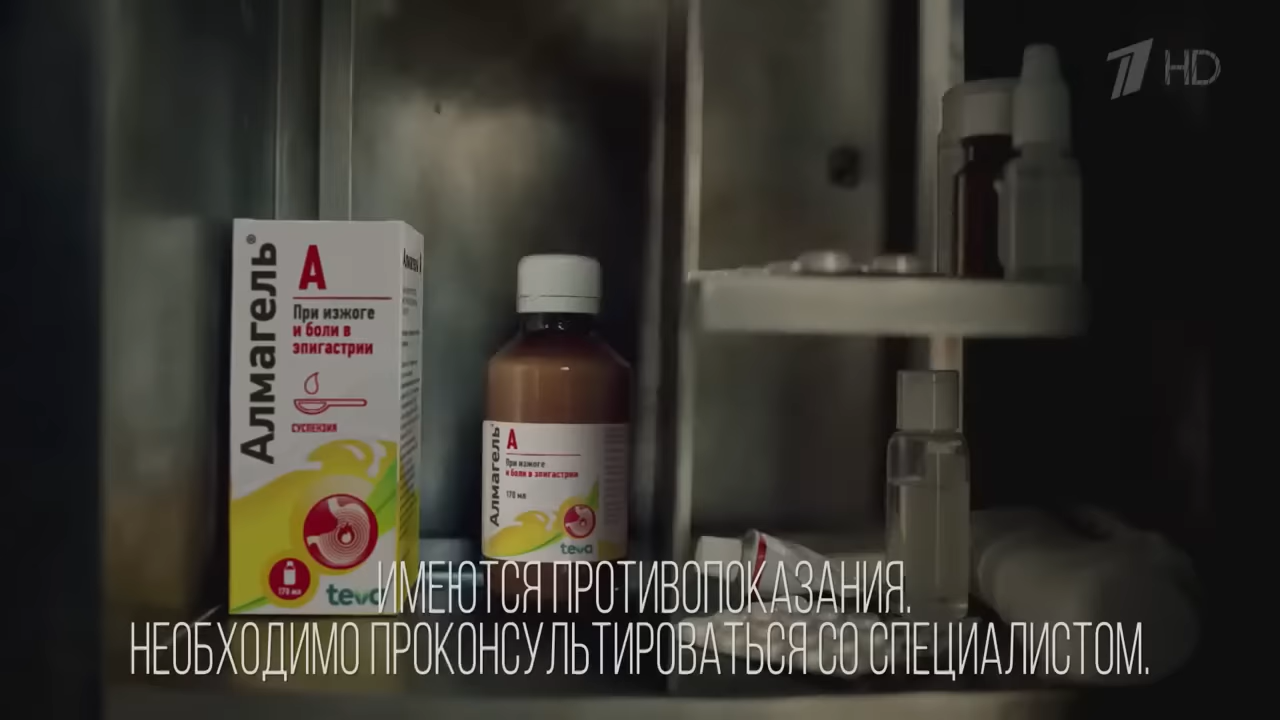 HD
Алмагель®
А
При изжоге
и боли в
эпигастрии
суспензия
170 мл
teva
Алмагель
А
При изжоге
и боли в эпигастрии
170 мл
teva
ИМЕЮТСЯ ПРОТИВОПОКАЗАНИЯ.
НЕОБХОДИМО ПРОКОНСУЛЬТИРОВАТЬСЯ СО СПЕЦИАЛИСТОМ.